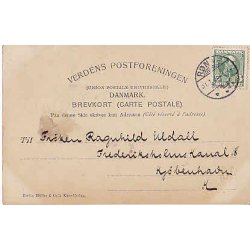 VERDENS POSTFORENINGEN
(UNION POSTALE UNIVERSELLE)
DANMARK.
BREVKORT (CARTE POSTALE)
Paa denne Side skrives kun Adressen (Côté réservé à l'adresse)
Til Frøken Ragnhild Uldall
Frederiksholmskanal 8
Kjøbenhavn
K